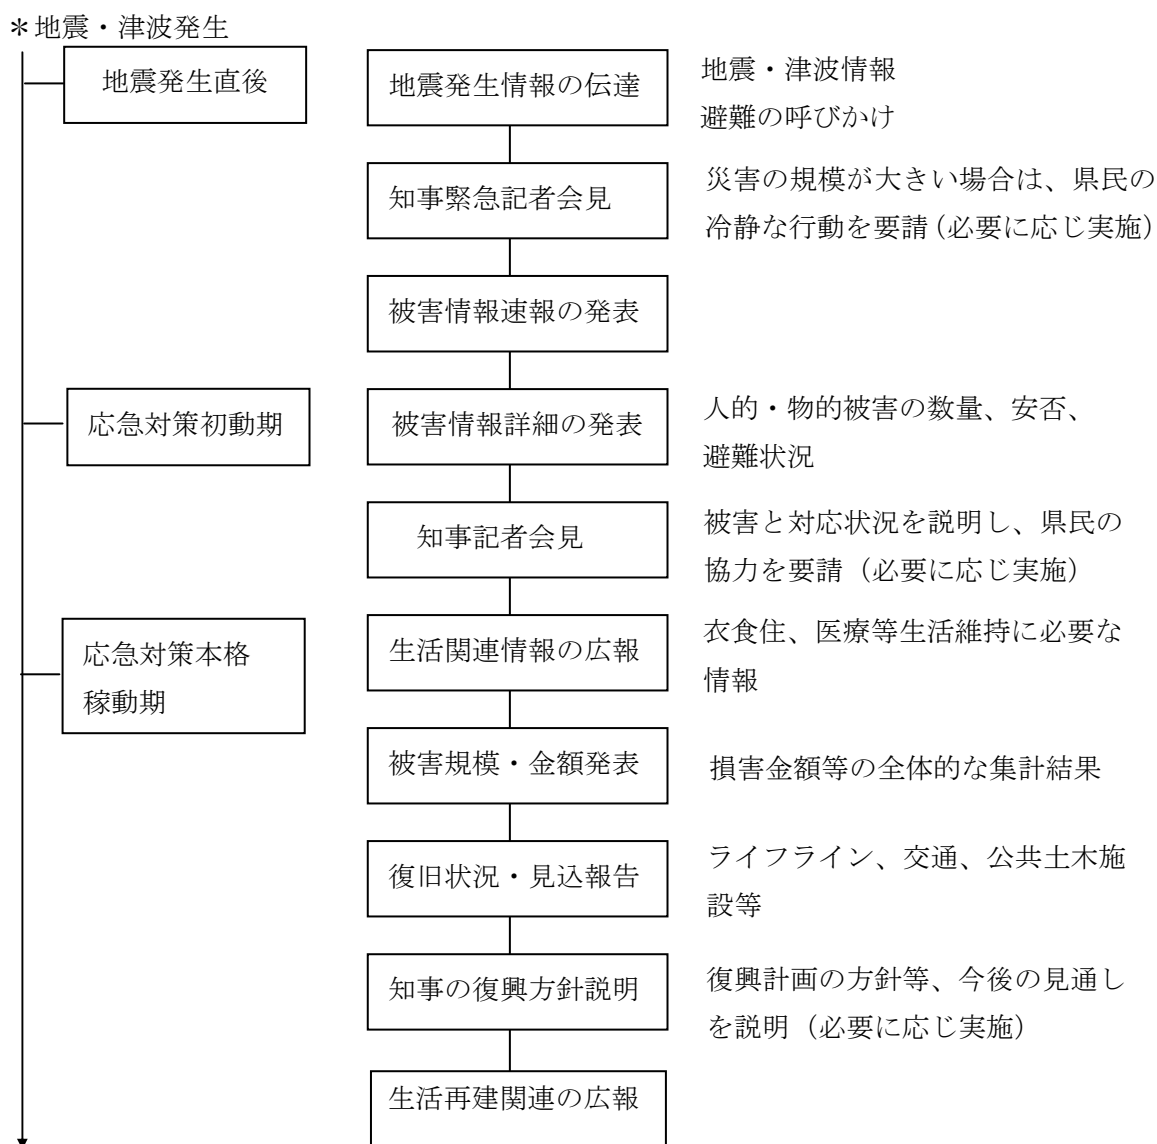 ＊地震・津波発生
地震発生直後
地震発生情報の伝達
地震・津波情報
避難の呼びかけ
知事緊急記者会見
災害の規模が大きい場合は、県民の
冷静な行動を要請（必要に応じ実施）
被害情報速報の発表
応急対策初動期
被害情報詳細の発表
人的・物的被害の数量、安否、
避難状況
知事記者会見
被害と対応状況を説明し、県民の
協力を要請（必要に応じ実施）
応急対策本格
稼動期
生活関連情報の広報
衣食住、医療等生活維持に必要な
情報
被害規模・金額発表
損害金額等の全体的な集計結果
復旧状況・見込報告
ライフライン、交通、公共土木施
設等
知事の復興方針説明
復興計画の方針等、今後の見通し
を説明（必要に応じ実施）
生活再建関連の広報